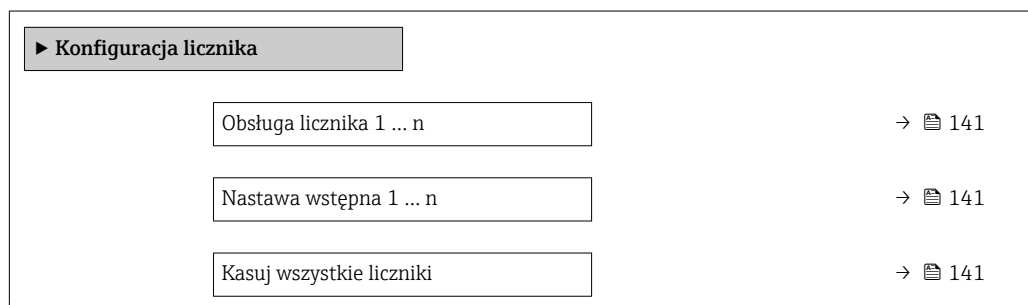 ▶ Konfiguracja licznika
Obsługa licznika 1 … n → 🖹 141
Nastawa wstępna 1 … n → 🖹 141
Kasuj wszystkie liczniki → 🖹 141